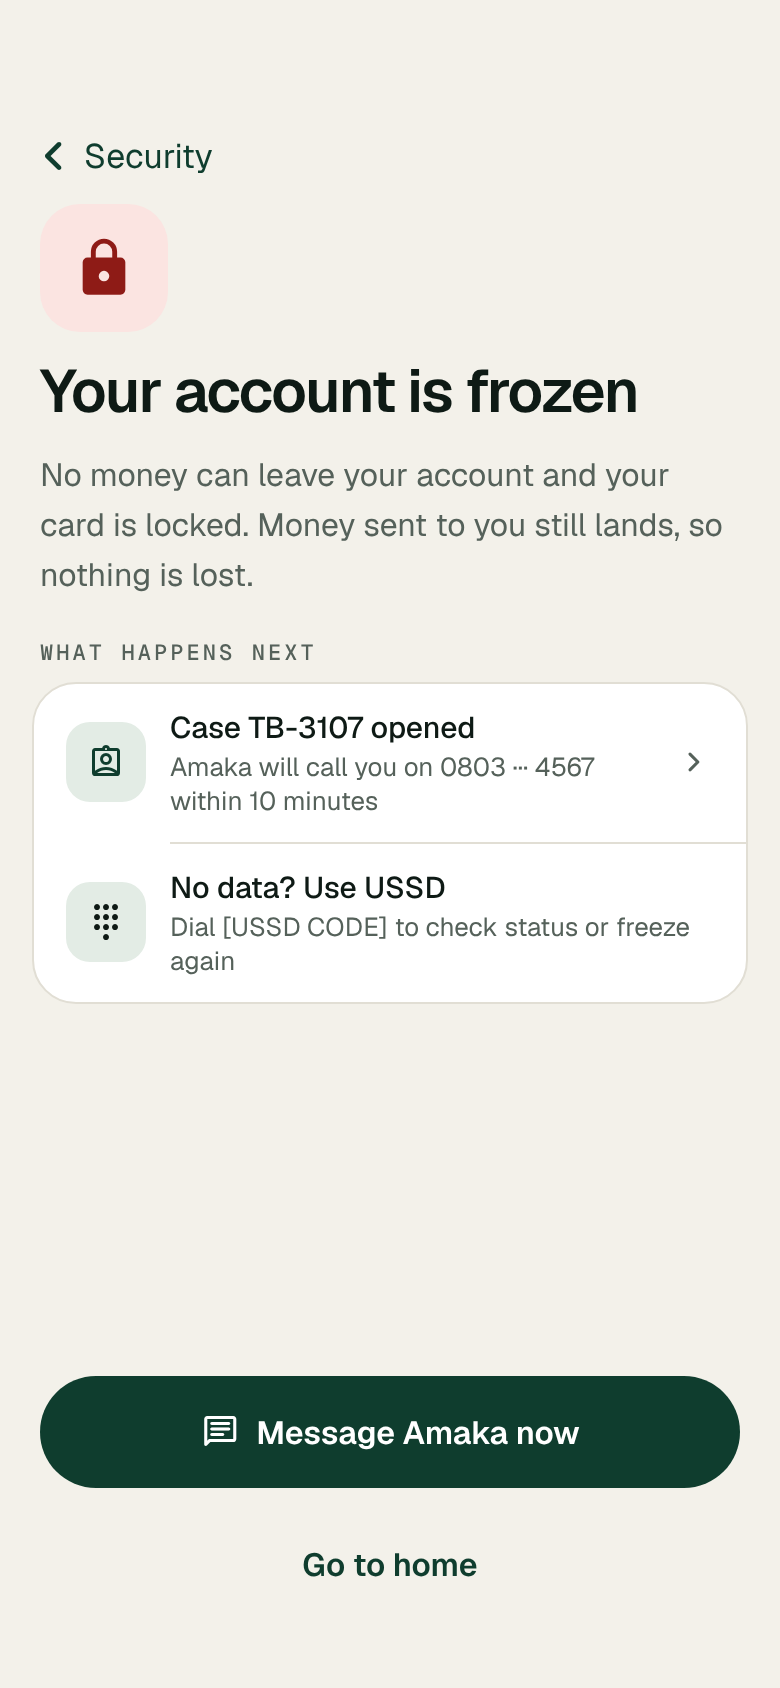 Security
Your account is frozen
No money can leave your account and your
card is locked. Money sent to you still lands, so
nothing is lost.
WHAT HAPPENS NEXT
Case TB-3107 opened
Amaka will call you on 0803 ··· 4567
within 10 minutes
No data? Use USSD
Dial [USSD CODE] to check status or freeze
again
Message Amaka now
Go to home